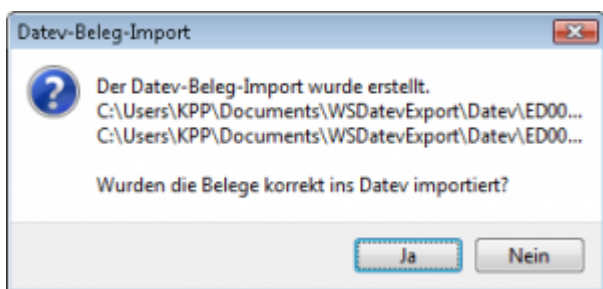 Datev-Beleg-Import
Der Datev-Beleg-Import wurde erstellt.
C:\Users\KPP\Documents\WSDatevExport\Datev\ED00...
C:\Users\KPP\Documents\WSDatevExport\Datev\ED00...
Wurden die Belege korrekt ins Datev importiert?
Ja
Nein